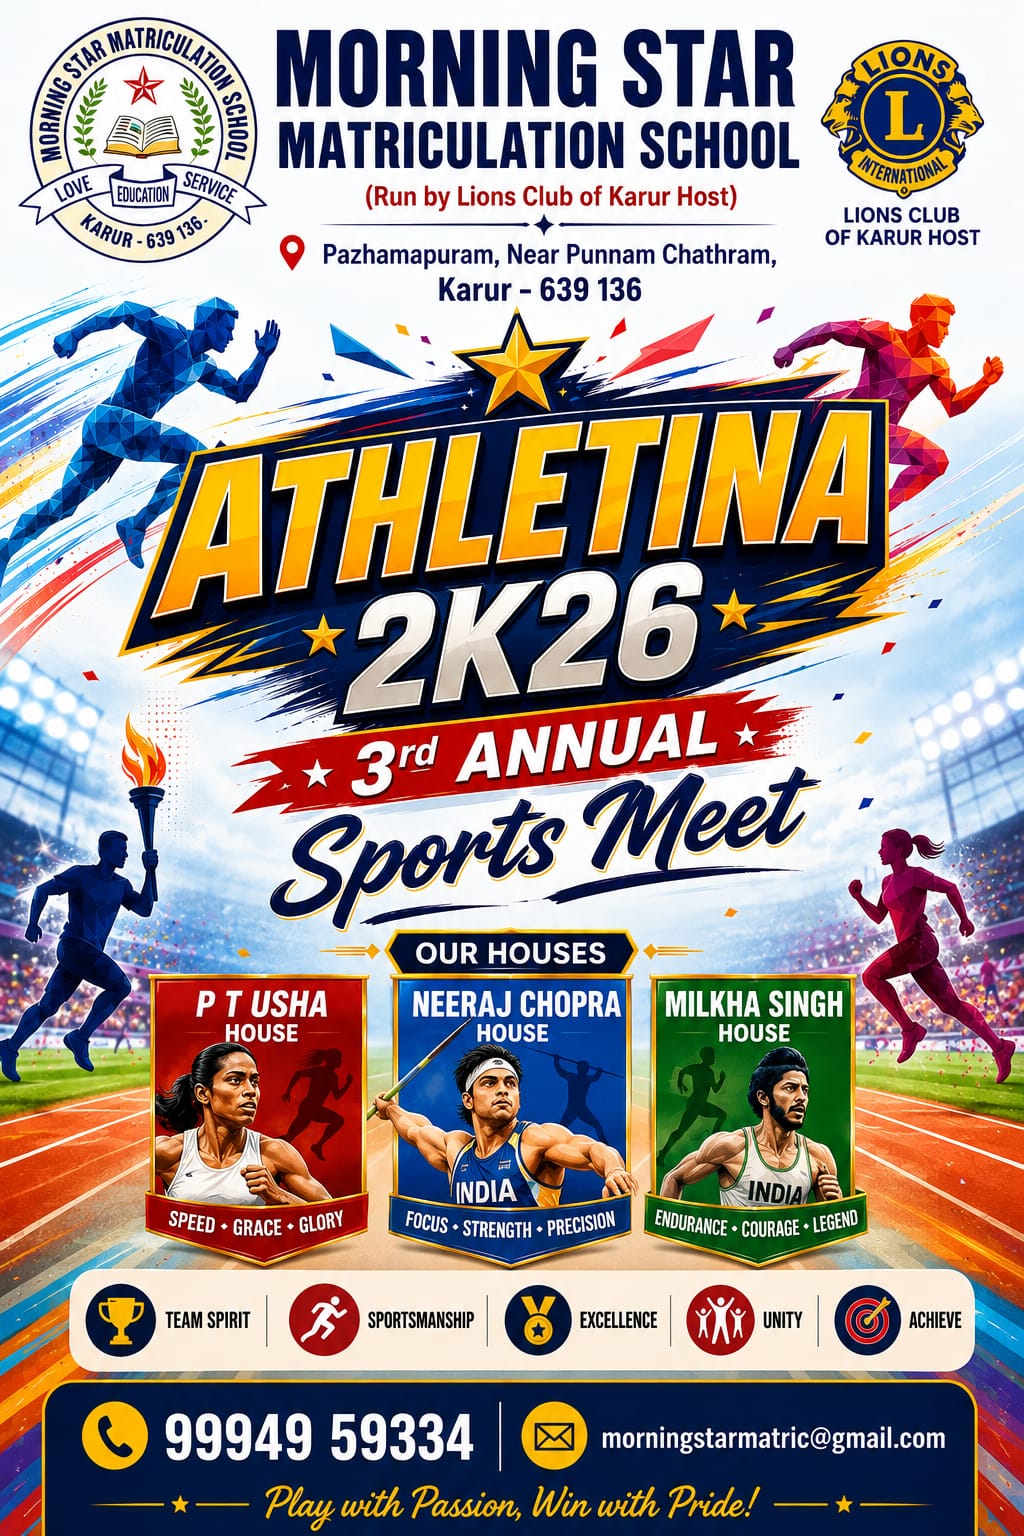 MORNING STAR MATRICULATION SCHOOL
LOVE
EDUCATION
SERVICE
KARUR - 639 136.
MORNING STAR
MATRICULATION SCHOOL
(Run by Lions Club of Karur Host)
Pazhamapuram, Near Punnam Chathram,
Karur - 639 136
LIONS
L
INTERNATIONAL
LIONS CLUB
OF KARUR HOST
ATHLETINA
2K26
3rd ANNUAL
Sports Meet
OUR HOUSES
P T USHA
HOUSE
SPEED • GRACE • GLORY
NEERAJ CHOPRA
HOUSE
INDIA
FOCUS • STRENGTH • PRECISION
MILKHA SINGH
HOUSE
INDIA
ENDURANCE • COURAGE • LEGEND
TEAM SPIRIT
SPORTSMANSHIP
EXCELLENCE
UNITY
ACHIEVE
99949 59334
morningstarmatric@gmail.com
Play with Passion, Win with Pride!